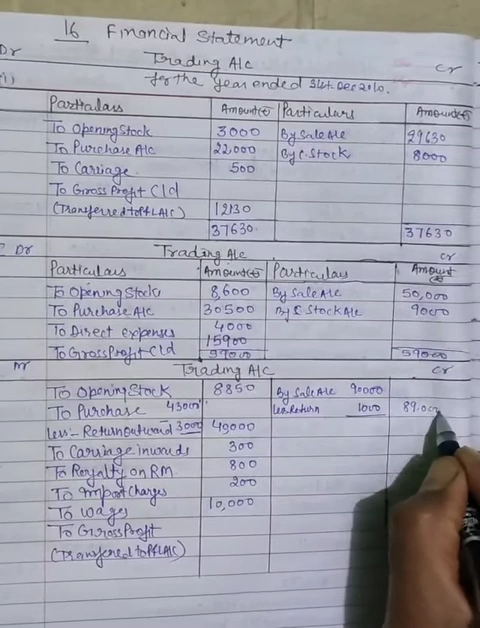 16 Financial Statement
Dr Trading A/c Cr
(1) for the year ended 31st Dec 2010.
Particulars Amount(₹) Particulars Amount(₹)
To Opening Stock 3000 By Sale A/c 29630
To Purchase A/c 22,000 By C. Stock 8000
To Carriage 500
To Gross Profit C/d
(Transferred to P/L A/C) 12130
37630 37630
Dr Trading A/c Cr
Particulars Amount(₹) Particulars Amount(₹)
To Opening Stock 8,600 By Sale A/c 50,000
To Purchase A/c 30500 By C Stock A/c 9000
To Direct expenses 4000
To Gross Profit C/d 15900
59000 59000
Dr Trading A/C Cr
To Opening Stock 8850 By Sale A/c 90000
To Purchase 43000 Less Return 1000 89,000
Less:- Return outward 3000 40000
To Carriage inwards 300
To Royalty on RM 800
To Import Charges 200
To Wages 10,000
To Gross Profit
(Transferred to P/L A/C)